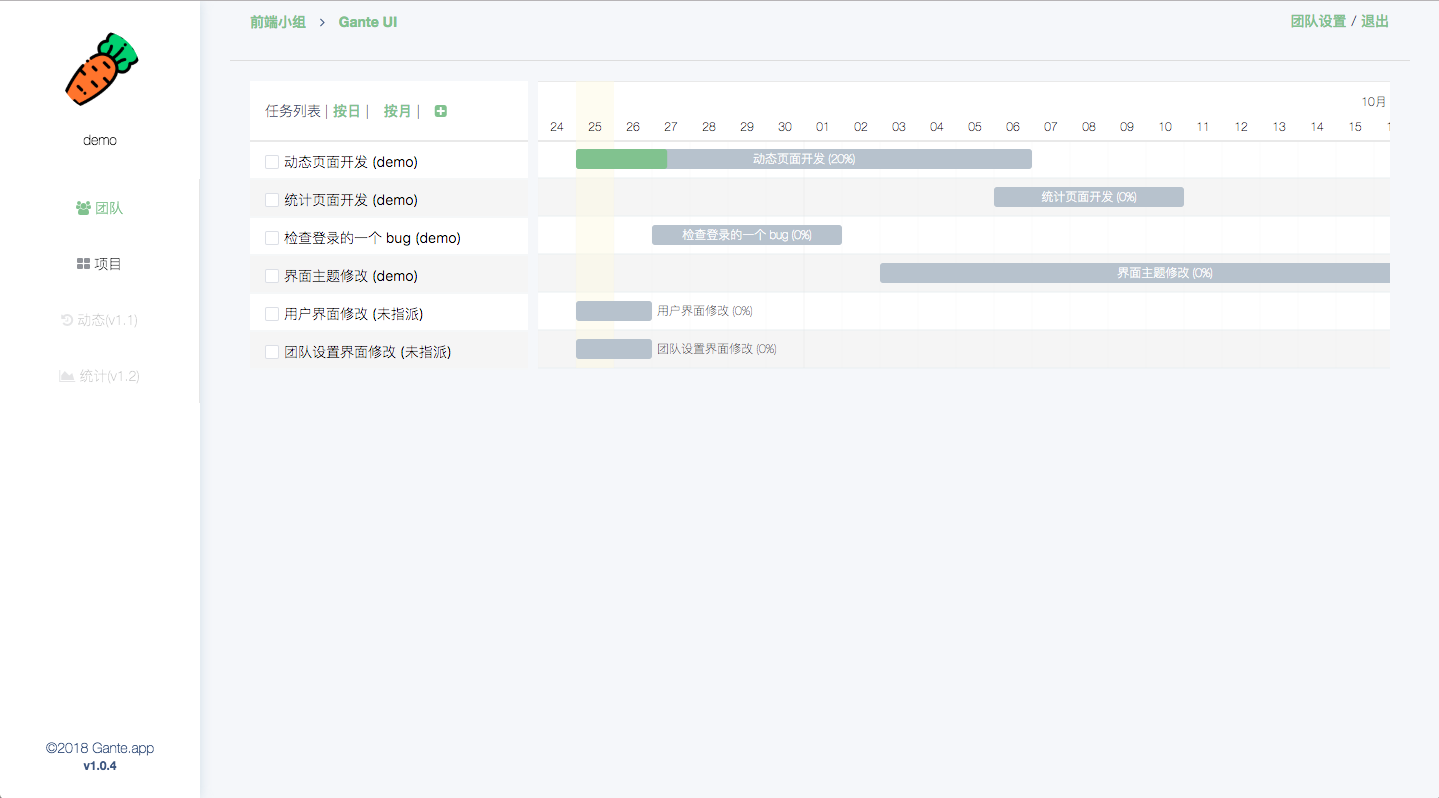 前端小组 > Gante UI
团队设置 / 退出
demo
团队
项目
动态(v1.1)
统计(v1.2)
©2018 Gante.app
v1.0.4
任务列表 | 按日 | 按月 |
动态页面开发 (demo)
统计页面开发 (demo)
检查登录的一个 bug (demo)
界面主题修改 (demo)
用户界面修改 (未指派)
团队设置界面修改 (未指派)
10月
24 25 26 27 28 29 30 01 02 03 04 05 06 07 08 09 10 11 12 13 14 15
动态页面开发 (20%)
统计页面开发 (0%)
检查登录的一个 bug (0%)
界面主题修改 (0%)
用户界面修改 (0%)
团队设置界面修改 (0%)